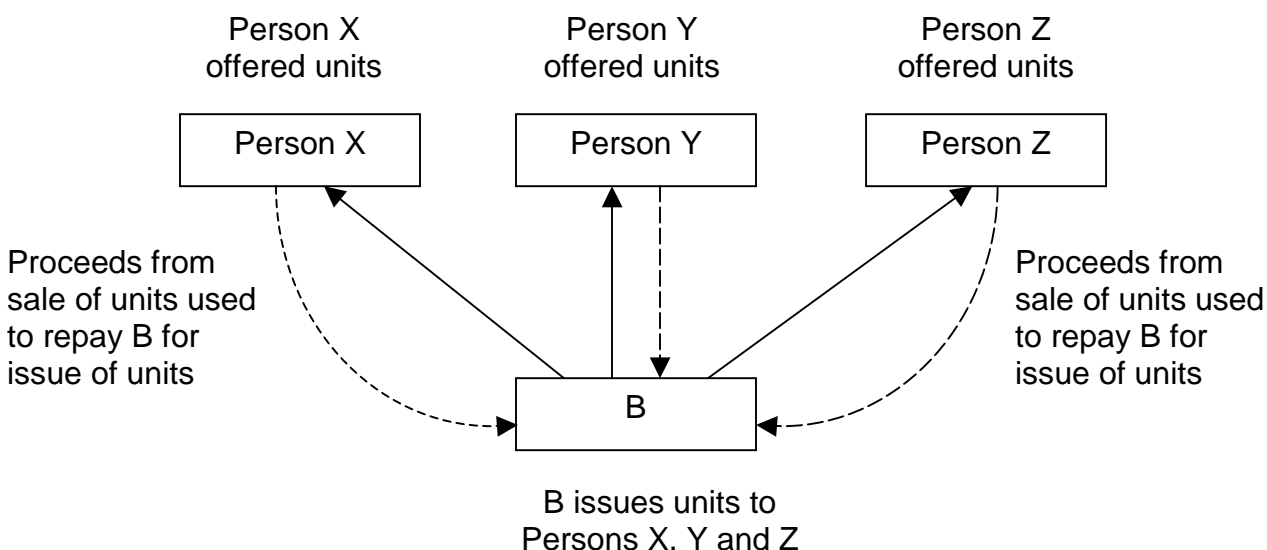 Person X
offered units
Person Y
offered units
Person Z
offered units
Person X
Person Y
Person Z
Proceeds from
sale of units used
to repay B for
issue of units
Proceeds from
sale of units used
to repay B for
issue of units
B
B issues units to
Persons X, Y and Z